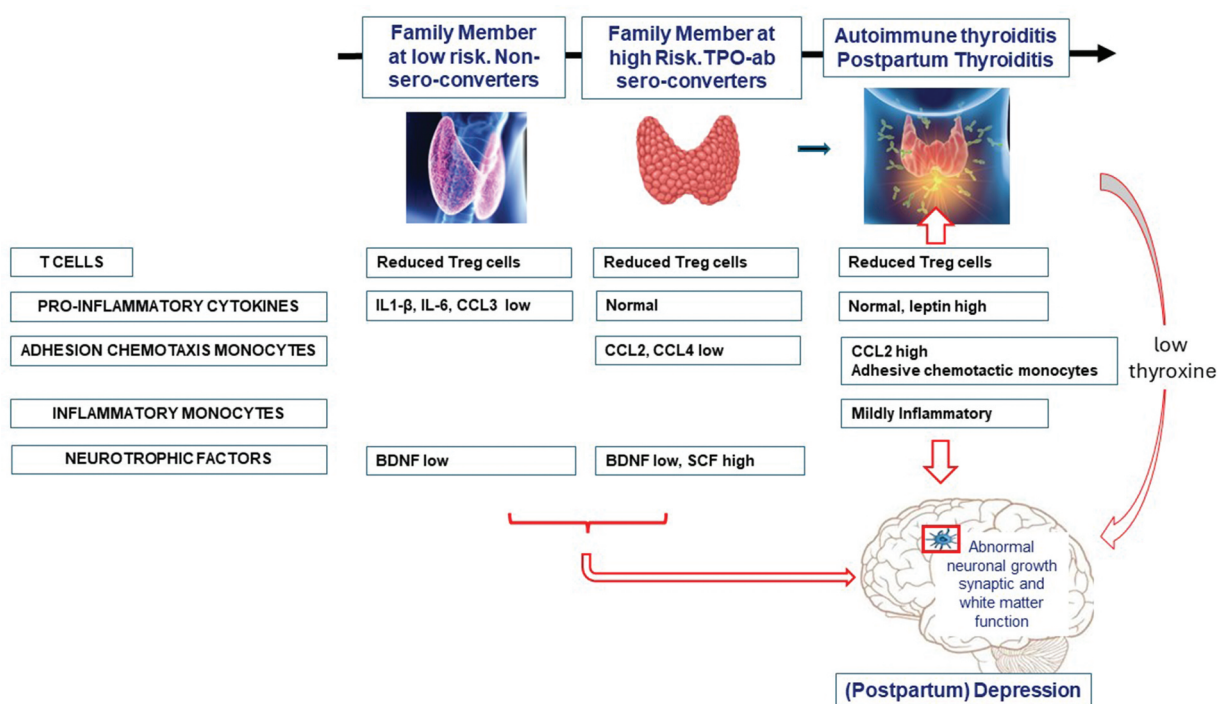 Family Member
at low risk. Non-
sero-converters
Family Member at
high Risk. TPO-ab
sero-converters
Autoimmune thyroiditis
Postpartum Thyroiditis
T CELLS
Reduced Treg cells
Reduced Treg cells
Reduced Treg cells
PRO-INFLAMMATORY CYTOKINES
IL1-β, IL-6, CCL3 low
Normal
Normal, leptin high
ADHESION CHEMOTAXIS MONOCYTES
CCL2, CCL4 low
CCL2 high
Adhesive chemotactic monocytes
low
thyroxine
INFLAMMATORY MONOCYTES
Mildly Inflammatory
NEUROTROPHIC FACTORS
BDNF low
BDNF low, SCF high
Abnormal
neuronal growth
synaptic and
white matter
function
(Postpartum) Depression